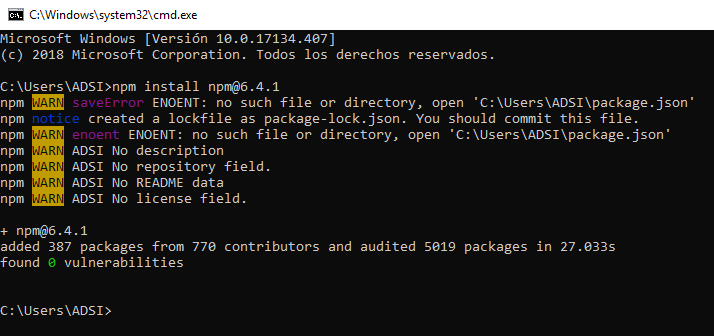 C:\Windows\system32\cmd.exe
Microsoft Windows [Versión 10.0.17134.407]
(c) 2018 Microsoft Corporation. Todos los derechos reservados.
C:\Users\ADSI>npm install npm@6.4.1
npm WARN saveError ENOENT: no such file or directory, open 'C:\Users\ADSI\package.json'
npm notice created a lockfile as package-lock.json. You should commit this file.
npm WARN enoent ENOENT: no such file or directory, open 'C:\Users\ADSI\package.json'
npm WARN ADSI No description
npm WARN ADSI No repository field.
npm WARN ADSI No README data
npm WARN ADSI No license field.
+ npm@6.4.1
added 387 packages from 770 contributors and audited 5019 packages in 27.033s
found 0 vulnerabilities
C:\Users\ADSI>